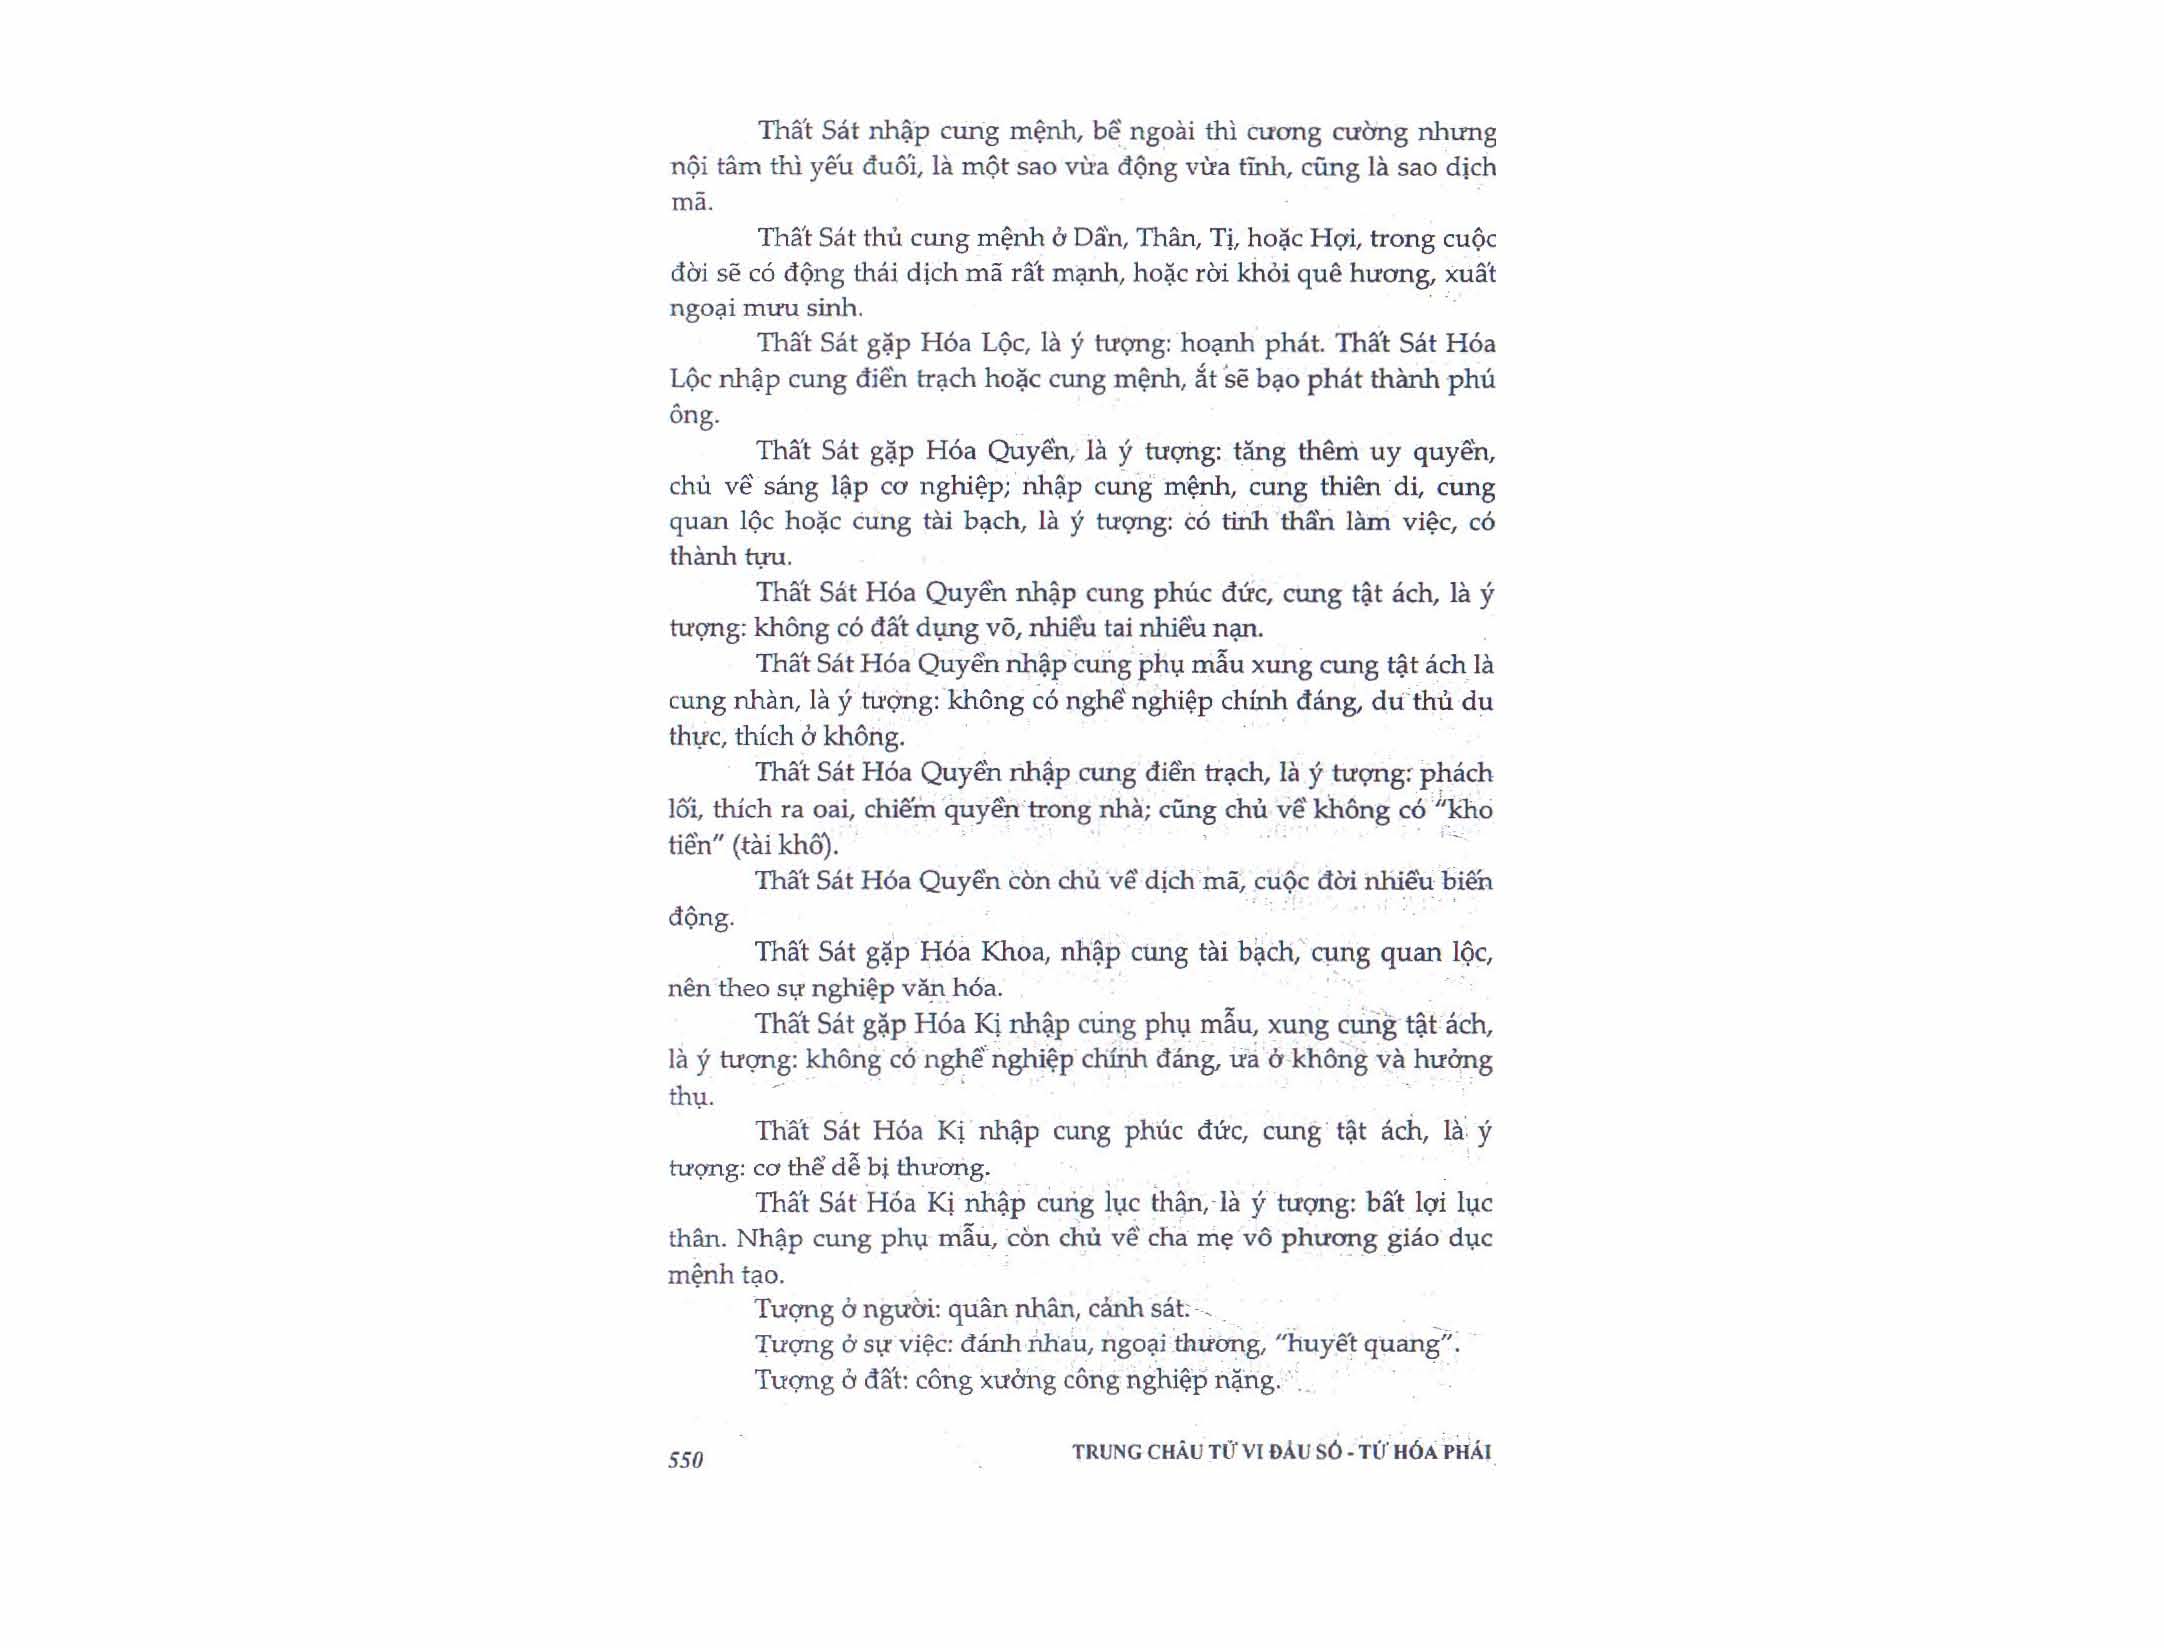 Thất Sát nhập cung mệnh, bề ngoài thì cương cường nhưng
nội tâm thì yếu đuối, là một sao vừa động vừa tĩnh, cũng là sao dịch
mã.
Thất Sát thủ cung mệnh ở Dần, Thân, Tị, hoặc Hợi, trong cuộc
đời sẽ có động thái dịch mã rất mạnh, hoặc rời khỏi quê hương, xuất
ngoại mưu sinh.
Thất Sát gặp Hóa Lộc, là ý tượng: hoạnh phát. Thất Sát Hóa
Lộc nhập cung điền trạch hoặc cung mệnh, ắt sẽ bạo phát thành phú
ông.
Thất Sát gặp Hóa Quyền, là ý tượng: tăng thêm uy quyền,
chủ về sáng lập cơ nghiệp; nhập cung mệnh, cung thiên di, cung
quan lộc hoặc cung tài bạch, là ý tượng: có tinh thần làm việc, có
thành tựu.
Thất Sát Hóa Quyền nhập cung phúc đức, cung tật ách, là ý
tượng: không có đất dụng võ, nhiều tai nhiều nạn.
Thất Sát Hóa Quyền nhập cung phụ mẫu xung cung tật ách là
cung nhàn, là ý tượng: không có nghề nghiệp chính đáng, du thủ du
thực, thích ở không.
Thất Sát Hóa Quyền nhập cung điền trạch, là ý tượng: phách
lối, thích ra oai, chiếm quyền trong nhà; cũng chủ về không có "kho
tiền" (tài khố).
Thất Sát Hóa Quyền còn chủ về dịch mã, cuộc đời nhiều biến
động.
Thất Sát gặp Hóa Khoa, nhập cung tài bạch, cung quan lộc,
nên theo sự nghiệp văn hóa.
Thất Sát gặp Hóa Kị nhập cung phụ mẫu, xung cung tật ách,
là ý tượng: không có nghề nghiệp chính đáng, ưa ở không và hưởng
thụ.
Thất Sát Hóa Kị nhập cung phúc đức, cung tật ách, là ý
tượng: cơ thể dễ bị thương.
Thất Sát Hóa Kị nhập cung lục thân, là ý tượng: bất lợi lục
thân. Nhập cung phụ mẫu, còn chủ về cha mẹ vô phương giáo dục
mệnh tạo.
Tượng ở người: quân nhân, cảnh sát.
Tượng ở sự việc: đánh nhau, ngoại thương, "huyết quang".
Tượng ở đất: công xưởng công nghiệp nặng.
550
TRUNG CHÂU TỬ VI ĐẨU SỐ - TỨ HÓA PHÁI